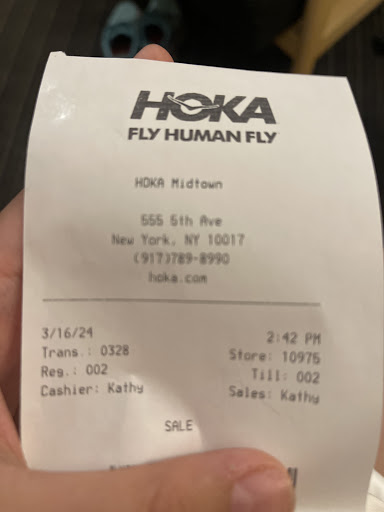 HOKA
FLY HUMAN FLY
HOKA Midtown
555 5th Ave
New York, NY 10017
(917)789-8990
hoka.com
3/16/24 2:42 PM
Trans.: 0328 Store: 10975
Reg.: 002 Till: 002
Cashier: Kathy Sales: Kathy
SALE